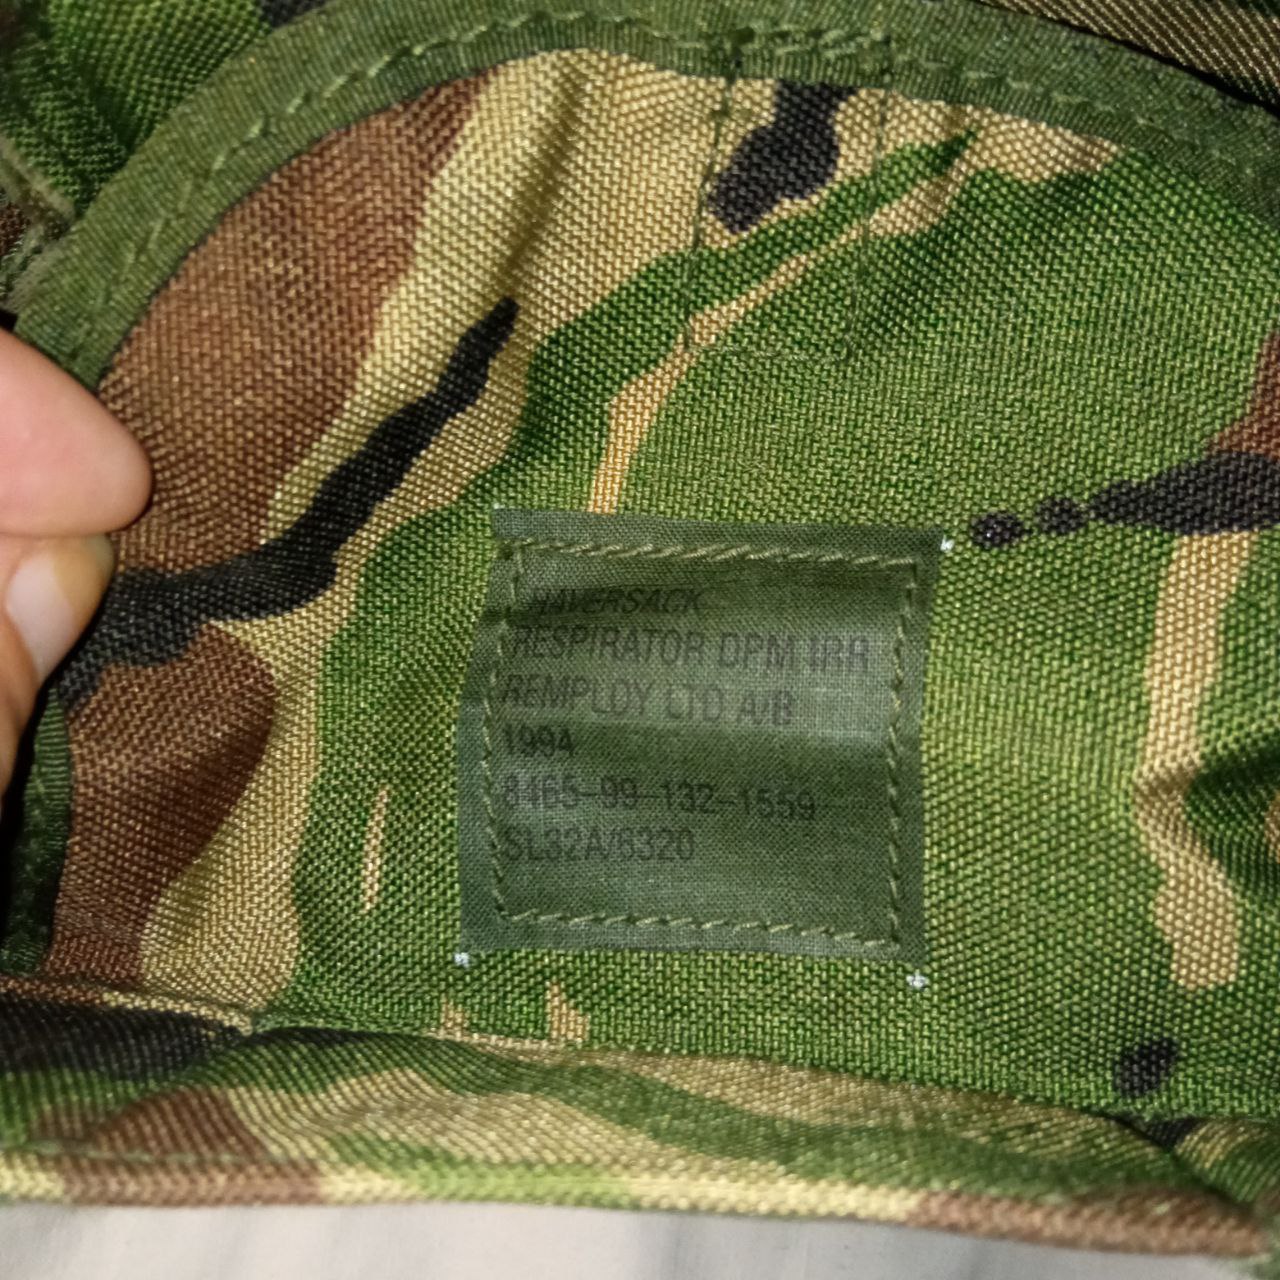 HAVERSACK
RESPIRATOR DPM IRR
REMPLOY LTD A/B
1994
8465-99-132-1559
SL32A/6320